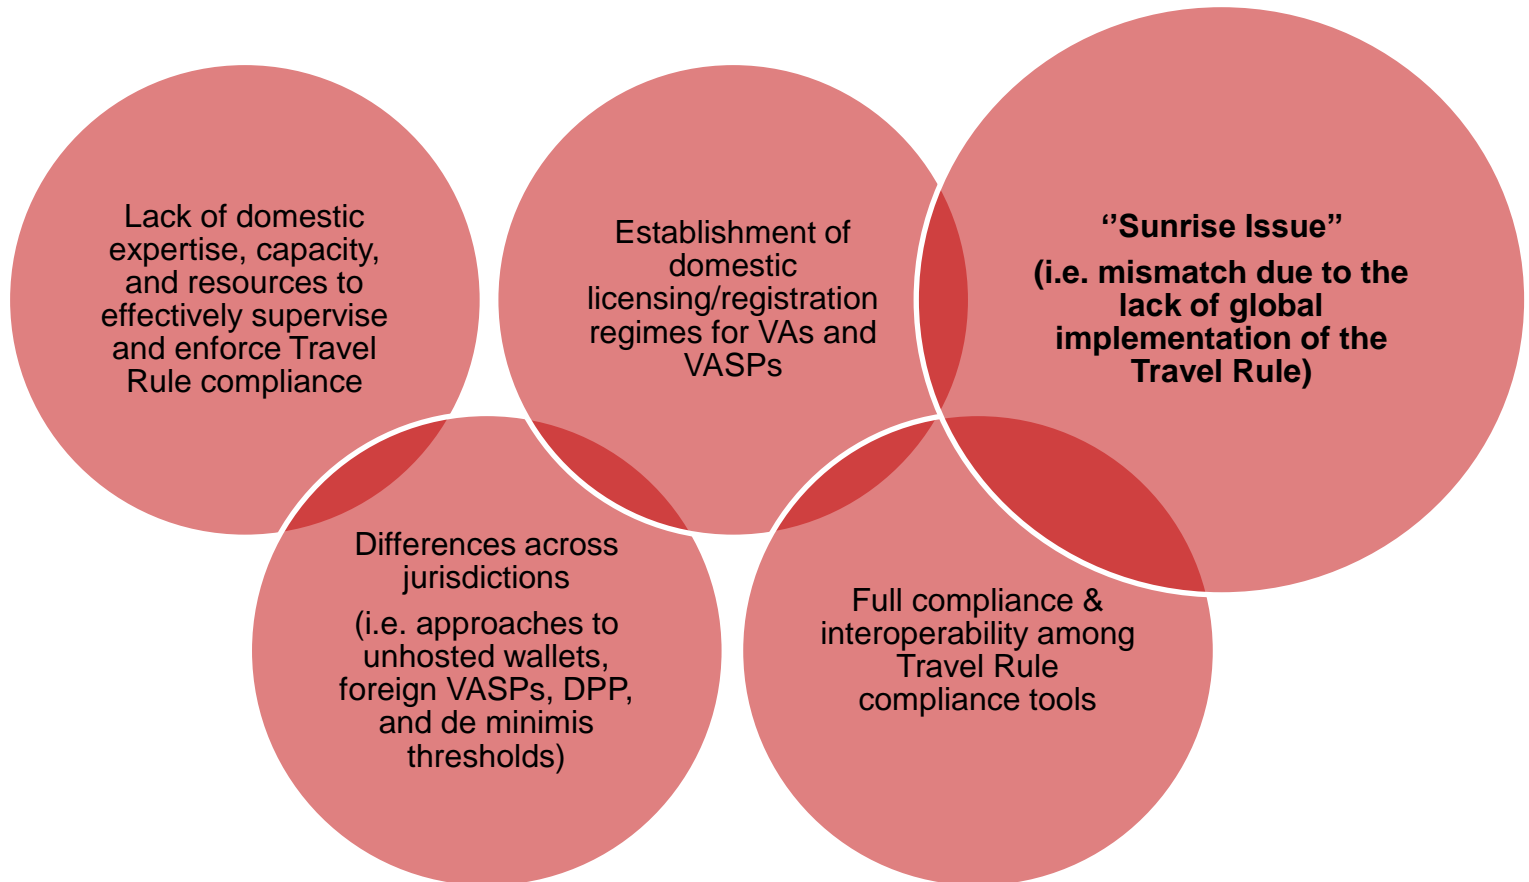 Lack of domestic
expertise, capacity,
and resources to
effectively supervise
and enforce Travel
Rule compliance
Establishment of
domestic
licensing/registration
regimes for VAs and
VASPs
‘’Sunrise Issue’’
(i.e. mismatch due to the
lack of global
implementation of the
Travel Rule)
Differences across
jurisdictions
(i.e. approaches to
unhosted wallets,
foreign VASPs, DPP,
and de minimis
thresholds)
Full compliance &
interoperability among
Travel Rule
compliance tools